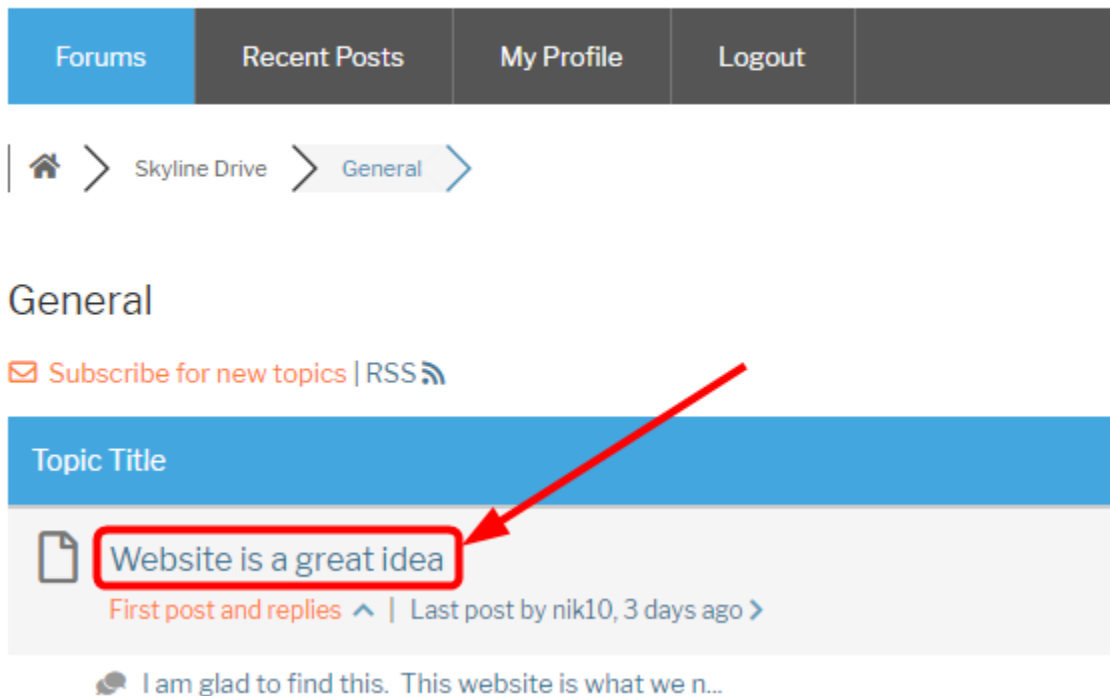 Forums Recent Posts My Profile Logout
Skyline Drive General
General
Subscribe for new topics | RSS
Topic Title
Website is a great idea
First post and replies | Last post by nik10, 3 days ago
I am glad to find this. This website is what we n...